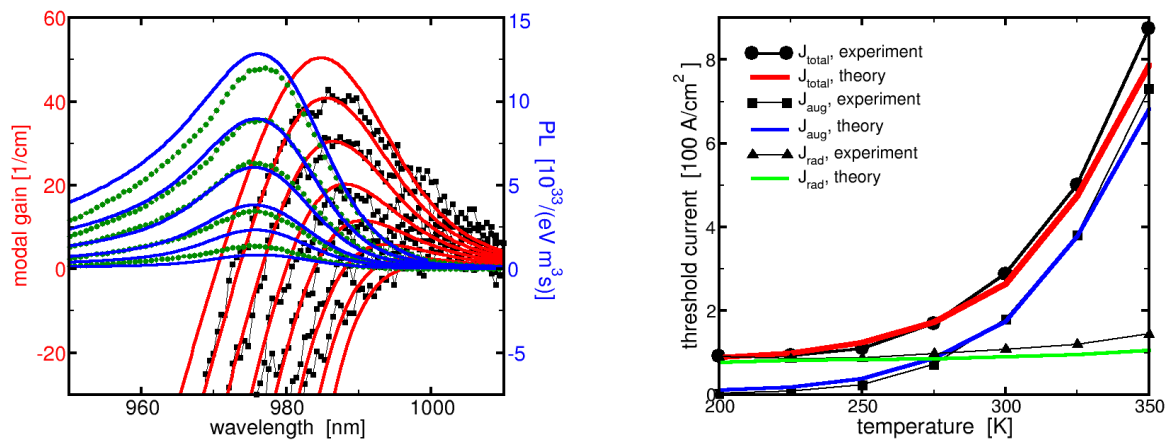 60
40
20
0
-20
modal gain [1/cm]
960
980
1000
wavelength [nm]
15
10
5
0
-5
PL [10^33/(eV m^3 s)]
8
6
4
2
0
threshold current [100 A/cm^2]
J_total, experiment
J_total, theory
J_aug, experiment
J_aug, theory
J_rad, experiment
J_rad, theory
200
250
300
350
temperature [K]